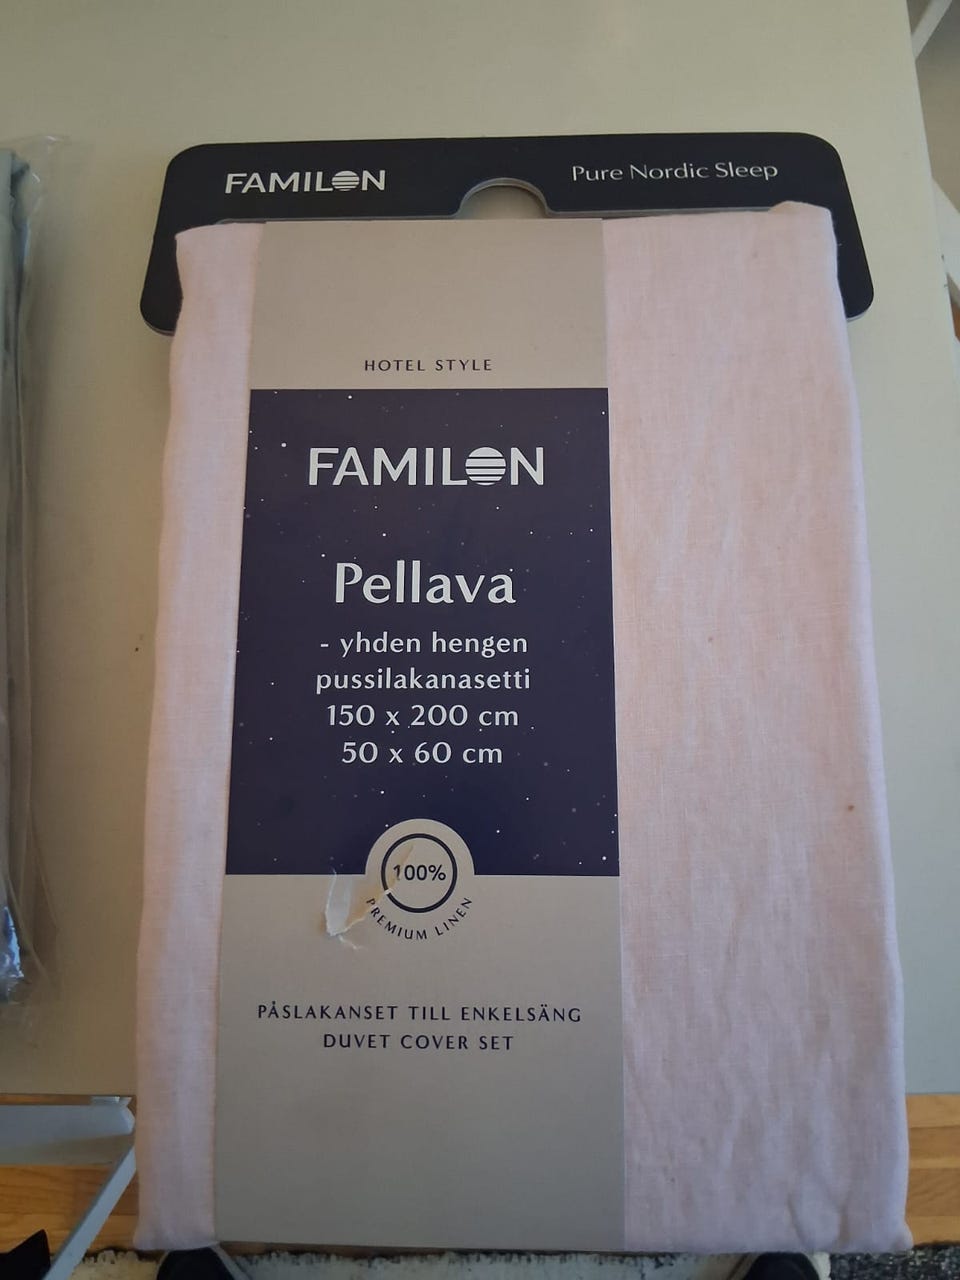 FAMILON
Pure Nordic Sleep
HOTEL STYLE
FAMILON
Pellava
- yhden hengen
pussilakanasetti
150 x 200 cm
50 x 60 cm
100%
PREMIUM LINEN
PÅSLAKANSET TILL ENKELSÄNG
DUVET COVER SET